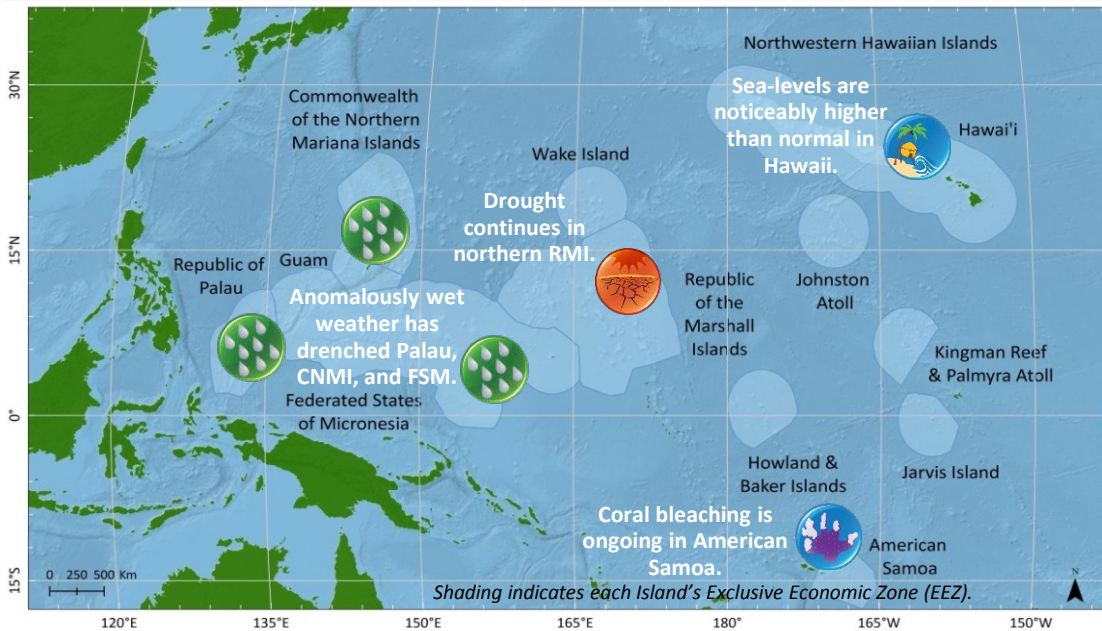 Northwestern Hawaiian Islands
30°N
Sea-levels are
noticeably higher
than normal in
Hawaii.
Hawai'i
Commonwealth
of the Northern
Mariana Islands
Wake Island
Drought
continues in
northern RMI.
15°N
Republic of
Palau
Guam
Anomalously wet
weather has
drenched Palau,
CNMI, and FSM.
Republic
of the
Marshall
Islands
Johnston
Atoll
Kingman Reef
& Palmyra Atoll
Federated States
of Micronesia
0°
Howland &
Baker Islands
Jarvis Island
Coral bleaching is
ongoing in American
Samoa.
American
Samoa
0 250 500 Km
15°S
Shading indicates each Island's Exclusive Economic Zone (EEZ).
N
120°E
135°E
150°E
165°E
180°
165°W
150°W